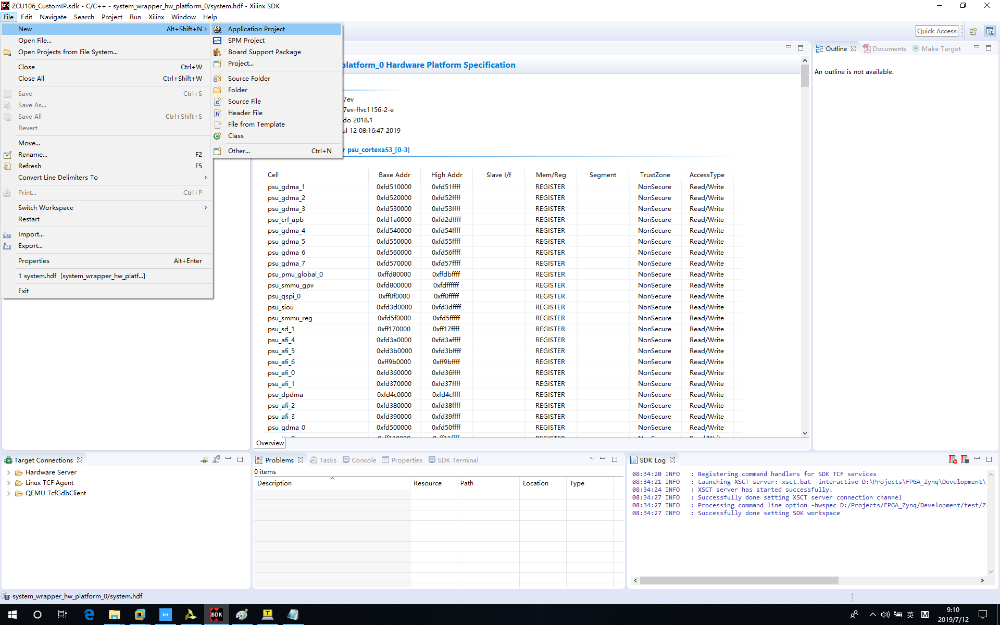 ZCU106_CustomIP.sdk - C/C++ - system_wrapper_hw_platform_0/system.hdf - Xilinx SDK
File Edit Navigate Search Project Run Xilinx Window Help
New Alt+Shift+N
Open File...
Open Projects from File System...
Close Ctrl+W
Close All Ctrl+Shift+W
Save Ctrl+S
Save As...
Save All Ctrl+Shift+S
Revert
Move...
Rename... F2
Refresh F5
Convert Line Delimiters To
Print... Ctrl+P
Switch Workspace
Restart
Import...
Export...
Properties Alt+Enter
1 system.hdf [system_wrapper_hw_platf...]
Exit
Application Project
SPM Project
Board Support Package
Project...
Source Folder
Folder
Source File
Header File
File from Template
Class
Other... Ctrl+N
Quick Access
platform_0 Hardware Platform Specification
7ev
7ev-ffvc1156-2-e
do 2018.1
ul 12 08:16:47 2019
r psu_cortexa53_[0-3]
Cell Base Addr High Addr Slave I/f Mem/Reg Segment TrustZone AccessType
psu_gdma_1 0xfd510000 0xfd51ffff REGISTER NonSecure Read/Write
psu_gdma_2 0xfd520000 0xfd52ffff REGISTER NonSecure Read/Write
psu_gdma_3 0xfd530000 0xfd53ffff REGISTER NonSecure Read/Write
psu_crf_apb 0xfd1a0000 0xfd2dffff REGISTER NonSecure Read/Write
psu_gdma_4 0xfd540000 0xfd54ffff REGISTER NonSecure Read/Write
psu_gdma_5 0xfd550000 0xfd55ffff REGISTER NonSecure Read/Write
psu_gdma_6 0xfd560000 0xfd56ffff REGISTER NonSecure Read/Write
psu_gdma_7 0xfd570000 0xfd57ffff REGISTER NonSecure Read/Write
psu_pmu_global_0 0xffd80000 0xffdbffff REGISTER NonSecure Read/Write
psu_smmu_gpv 0xfd800000 0xfdffffff REGISTER NonSecure Read/Write
psu_qspi_0 0xff0f0000 0xff0fffff REGISTER NonSecure Read/Write
psu_siou 0xfd3d0000 0xfd3dffff REGISTER NonSecure Read/Write
psu_smmu_reg 0xfd5f0000 0xfd5fffff REGISTER NonSecure Read/Write
psu_sd_1 0xff170000 0xff17ffff REGISTER NonSecure Read/Write
psu_afi_4 0xfd3a0000 0xfd3affff REGISTER NonSecure Read/Write
psu_afi_5 0xfd3b0000 0xfd3bffff REGISTER NonSecure Read/Write
psu_afi_6 0xff9b0000 0xff9bffff REGISTER NonSecure Read/Write
psu_afi_0 0xfd360000 0xfd36ffff REGISTER NonSecure Read/Write
psu_afi_1 0xfd370000 0xfd37ffff REGISTER NonSecure Read/Write
psu_dpdma 0xfd4c0000 0xfd4cffff REGISTER NonSecure Read/Write
psu_afi_2 0xfd380000 0xfd38ffff REGISTER NonSecure Read/Write
psu_afi_3 0xfd390000 0xfd39ffff REGISTER NonSecure Read/Write
psu_gdma_0 0xfd500000 0xfd50ffff REGISTER NonSecure Read/Write
Overview
Outline Documents Make Target
An outline is not available.
Target Connections
Hardware Server
Linux TCF Agent
QEMU TcfGdbClient
Problems Tasks Console Properties SDK Terminal
0 items
Description Resource Path Location Type
SDK Log
08:34:20 INFO : Registering command handlers for SDK TCF services
08:34:21 INFO : Launching XSCT server: xsct.bat -interactive D:\Projects\FPGA_Zynq\Development\
08:34:24 INFO : XSCT server has started successfully.
08:34:27 INFO : Successfully done setting XSCT server connection channel
08:34:27 INFO : Processing command line option -hwspec D:/Projects/FPGA_Zynq/Development/test/Z
08:34:27 INFO : Successfully done setting SDK workspace
system_wrapper_hw_platform_0/system.hdf
SDK
英 M
9:10
2019/7/12